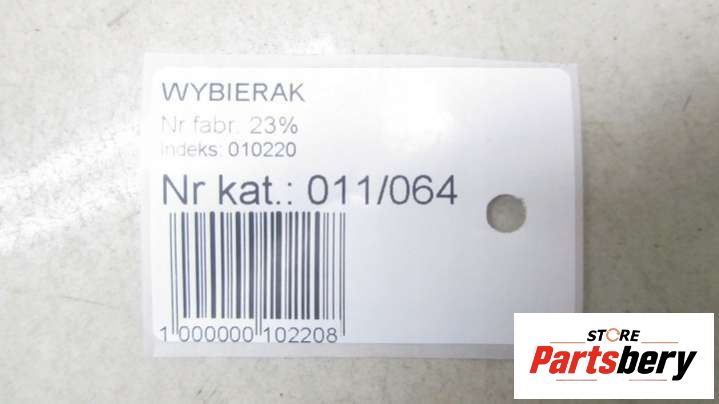 WYBIERAK
Nr fabr. 23%
Indeks: 010220
Nr kat.: 011/064
1 000000 102208
STORE
Partsbery